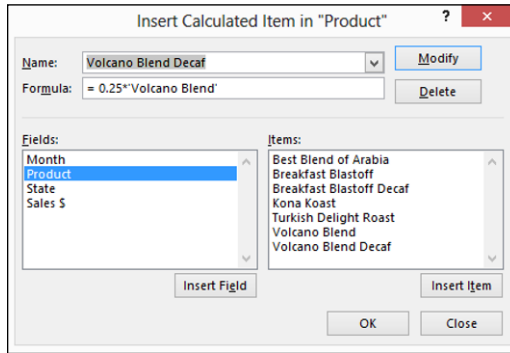 Insert Calculated Item in "Product"
?
×
Name:
Volcano Blend Decaf
Modify
Formula:
= 0.25*'Volcano Blend'
Delete
Fields:
Month
Product
State
Sales $
Insert Field
Items:
Best Blend of Arabia
Breakfast Blastoff
Breakfast Blastoff Decaf
Kona Koast
Turkish Delight Roast
Volcano Blend
Volcano Blend Decaf
Insert Item
OK
Close